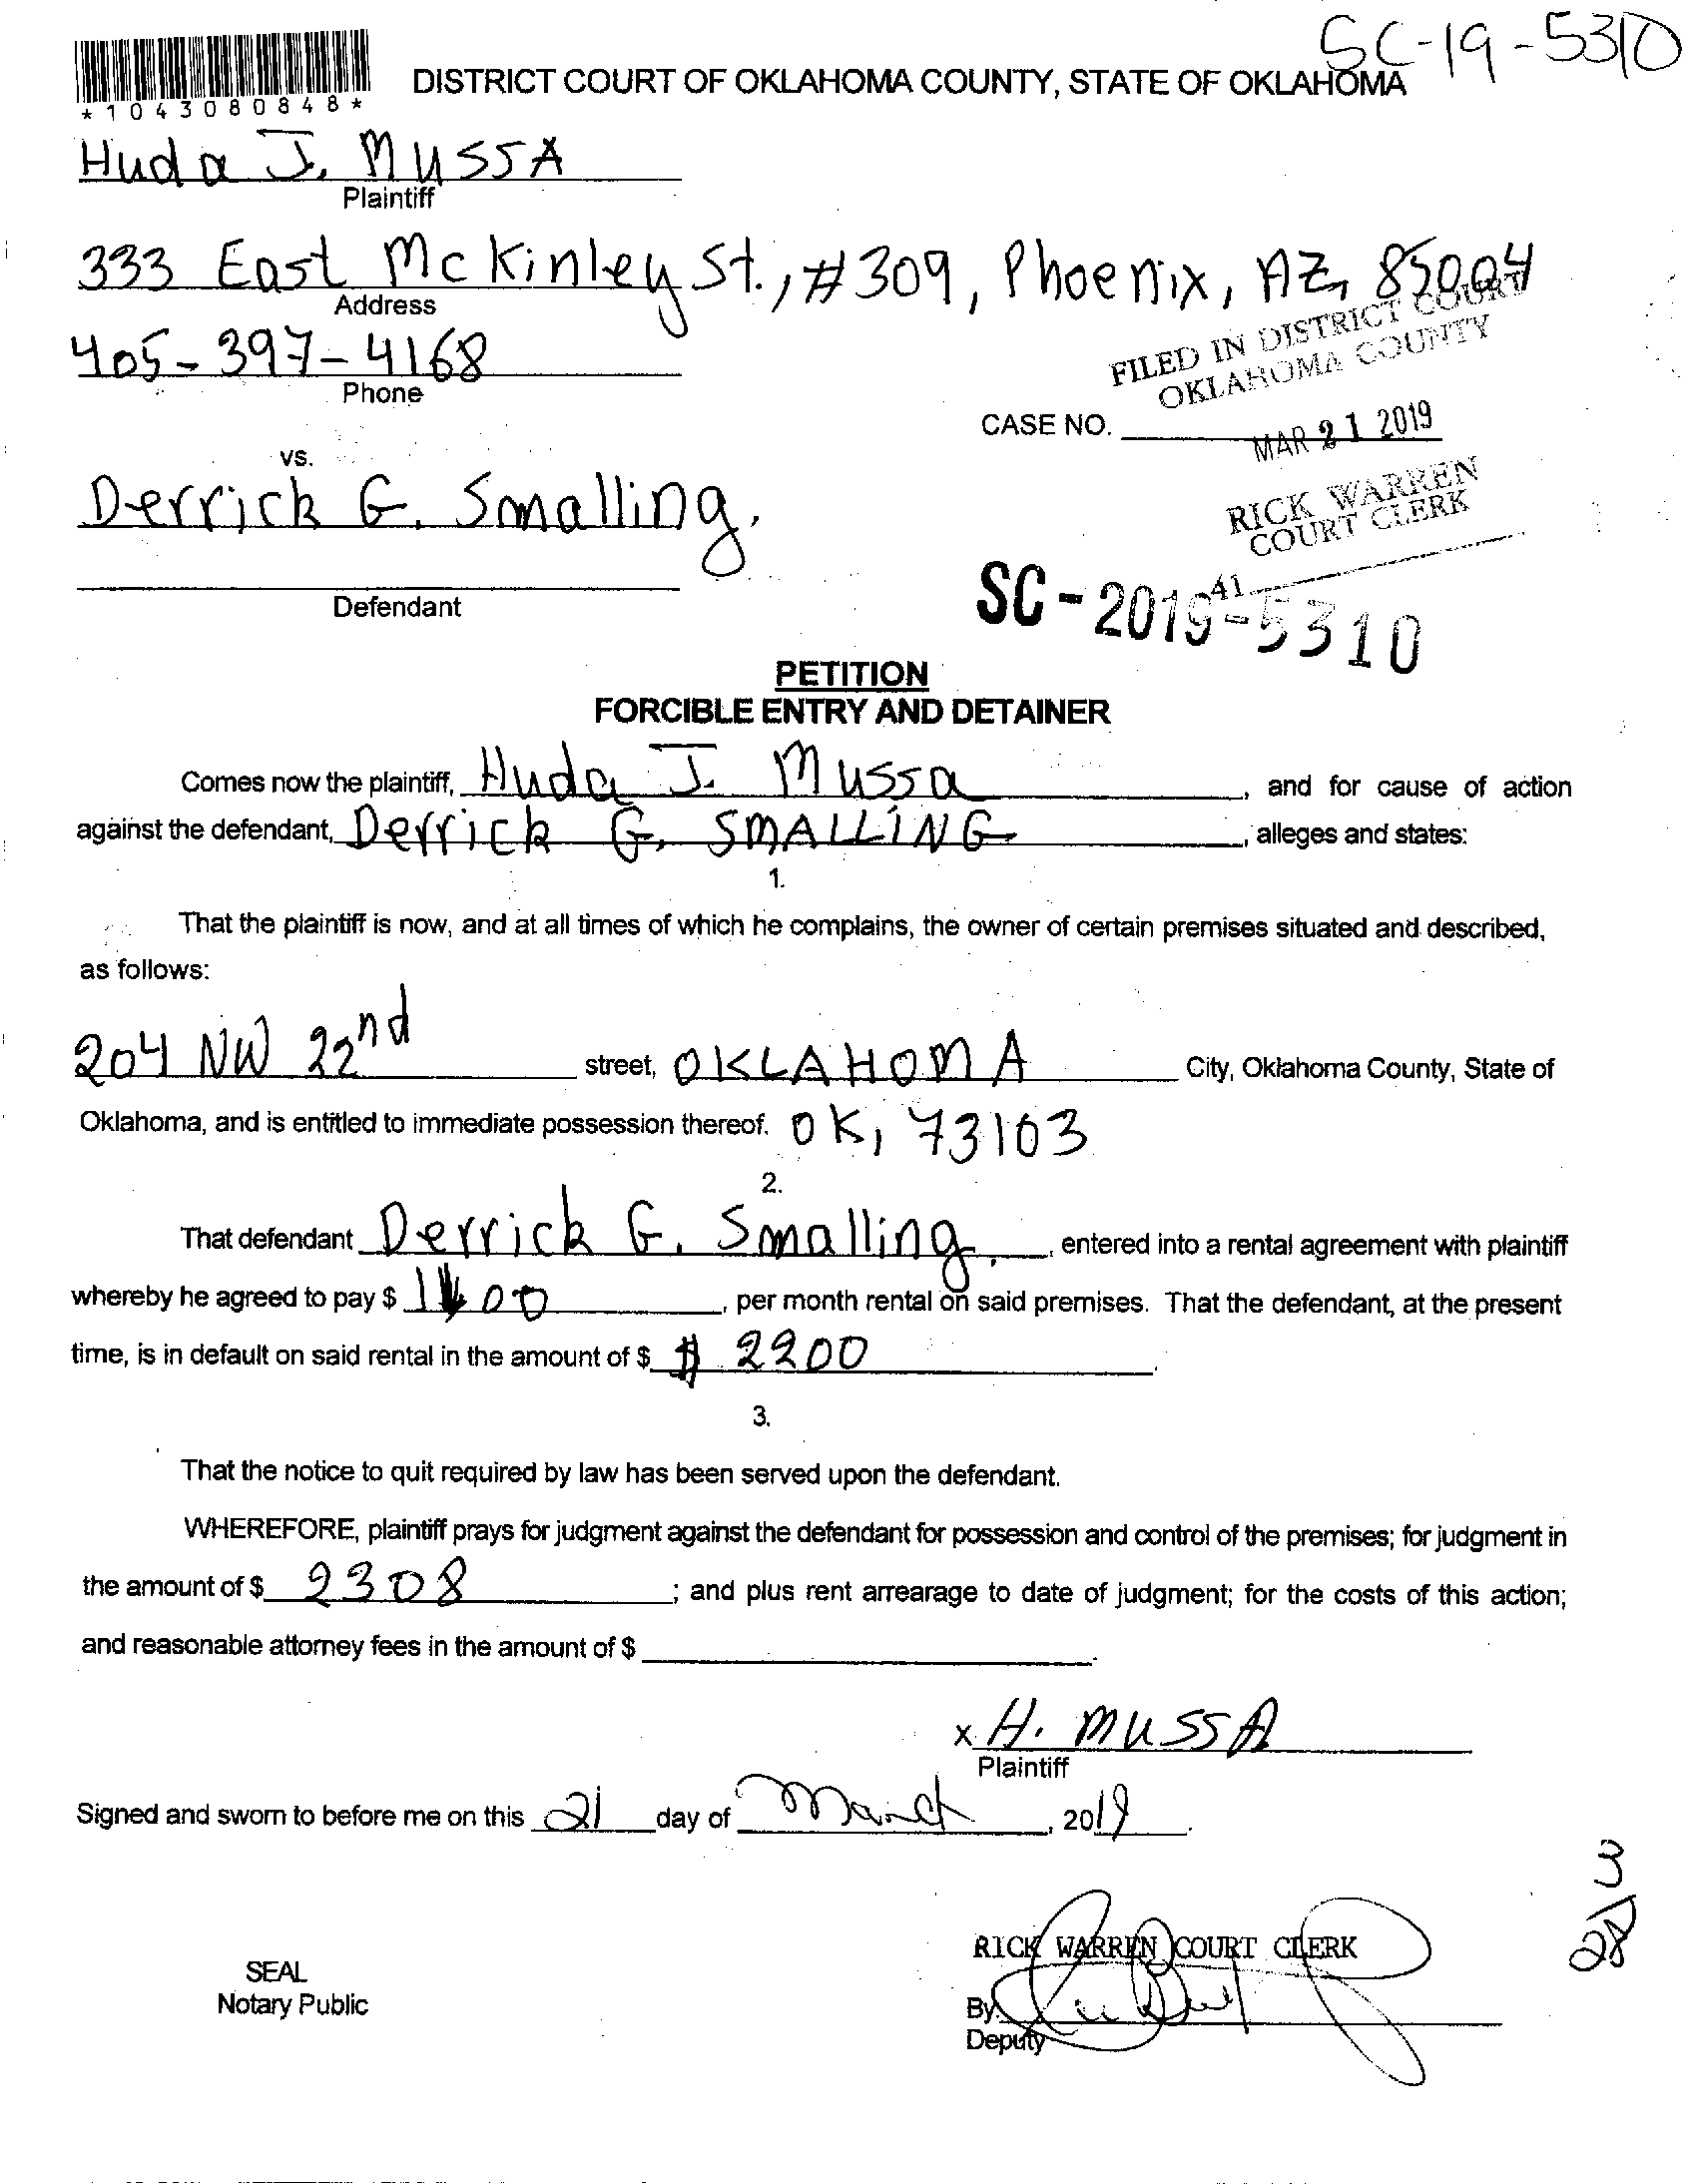 SC-19-5310
*1043080848*
DISTRICT COURT OF OKLAHOMA COUNTY, STATE OF OKLAHOMA
Huda J. MUSSA
Plaintiff
333 East McKinley St., #309, Phoenix, AZ, 85004
Address
405-397-4168
Phone
FILED IN DISTRICT COURT
OKLAHOMA COUNTY
CASE NO.
MAR 21 2019
vs.
Derrick G. Smalling.
RICK WARREN
COURT CLERK
41
Defendant
SC-2019-5310
PETITION
FORCIBLE ENTRY AND DETAINER
Comes now the plaintiff, Huda J. Mussa, and for cause of action
against the defendant, Derrick G. SMALLING, alleges and states:
1.
That the plaintiff is now, and at all times of which he complains, the owner of certain premises situated and described,
as follows:
204 NW 22nd street, OKLAHOMA City, Oklahoma County, State of
Oklahoma, and is entitled to immediate possession thereof. OK, 73103
2.
That defendant Derrick G. Smalling., entered into a rental agreement with plaintiff
whereby he agreed to pay $ 1100, per month rental on said premises. That the defendant, at the present
time, is in default on said rental in the amount of $ $ 2200.
3.
That the notice to quit required by law has been served upon the defendant.
WHEREFORE, plaintiff prays for judgment against the defendant for possession and control of the premises; for judgment in
the amount of $ 2308; and plus rent arrearage to date of judgment; for the costs of this action;
and reasonable attorney fees in the amount of $.
x H. MUSSA
Plaintiff
Signed and sworn to before me on this 21 day of March, 2019.
RICK WARREN COURT CLERK
SEAL
Notary Public
By:
Deputy